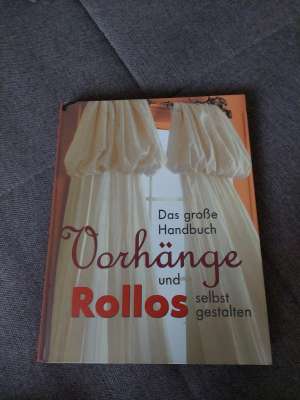 Das große
Handbuch
Vorhänge
und
Rollos selbst
gestalten